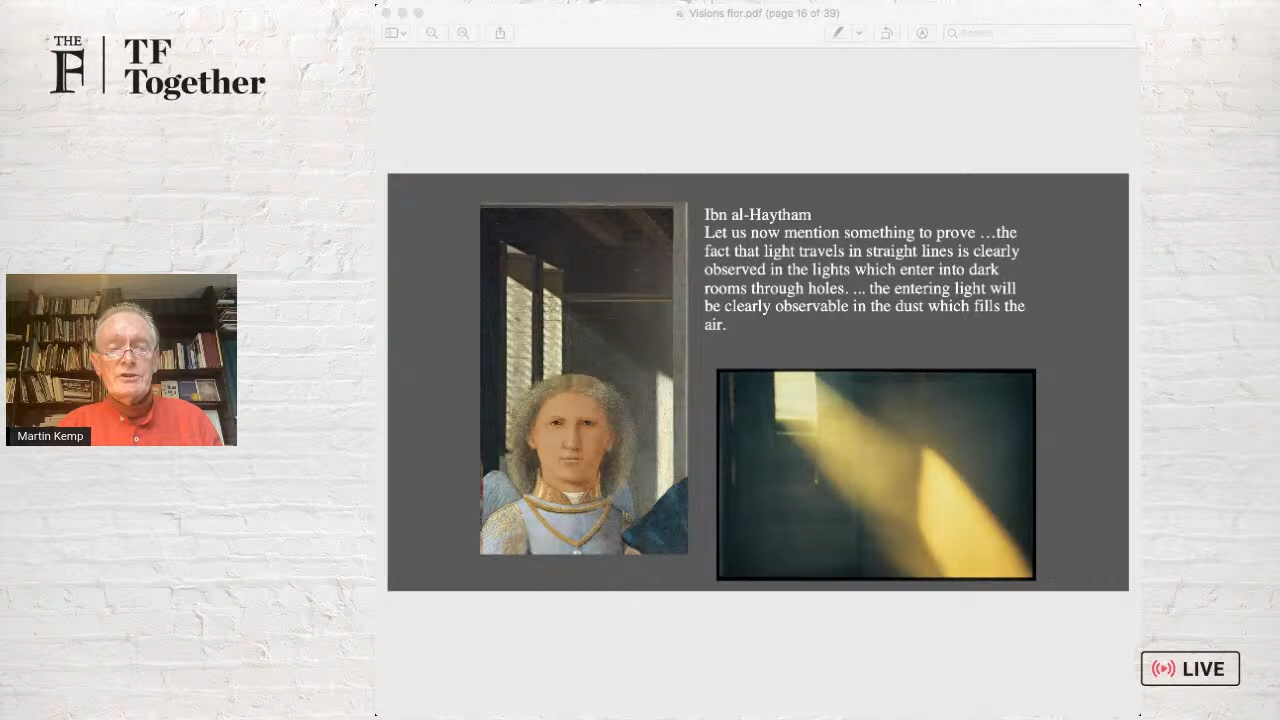 THE
F
TF
Together
Visions flor.pdf (page 16 of 39)
Search
Ibn al-Haytham
Let us now mention something to prove …the
fact that light travels in straight lines is clearly
observed in the lights which enter into dark
rooms through holes. ... the entering light will
be clearly observable in the dust which fills the
air.
Martin Kemp
LIVE